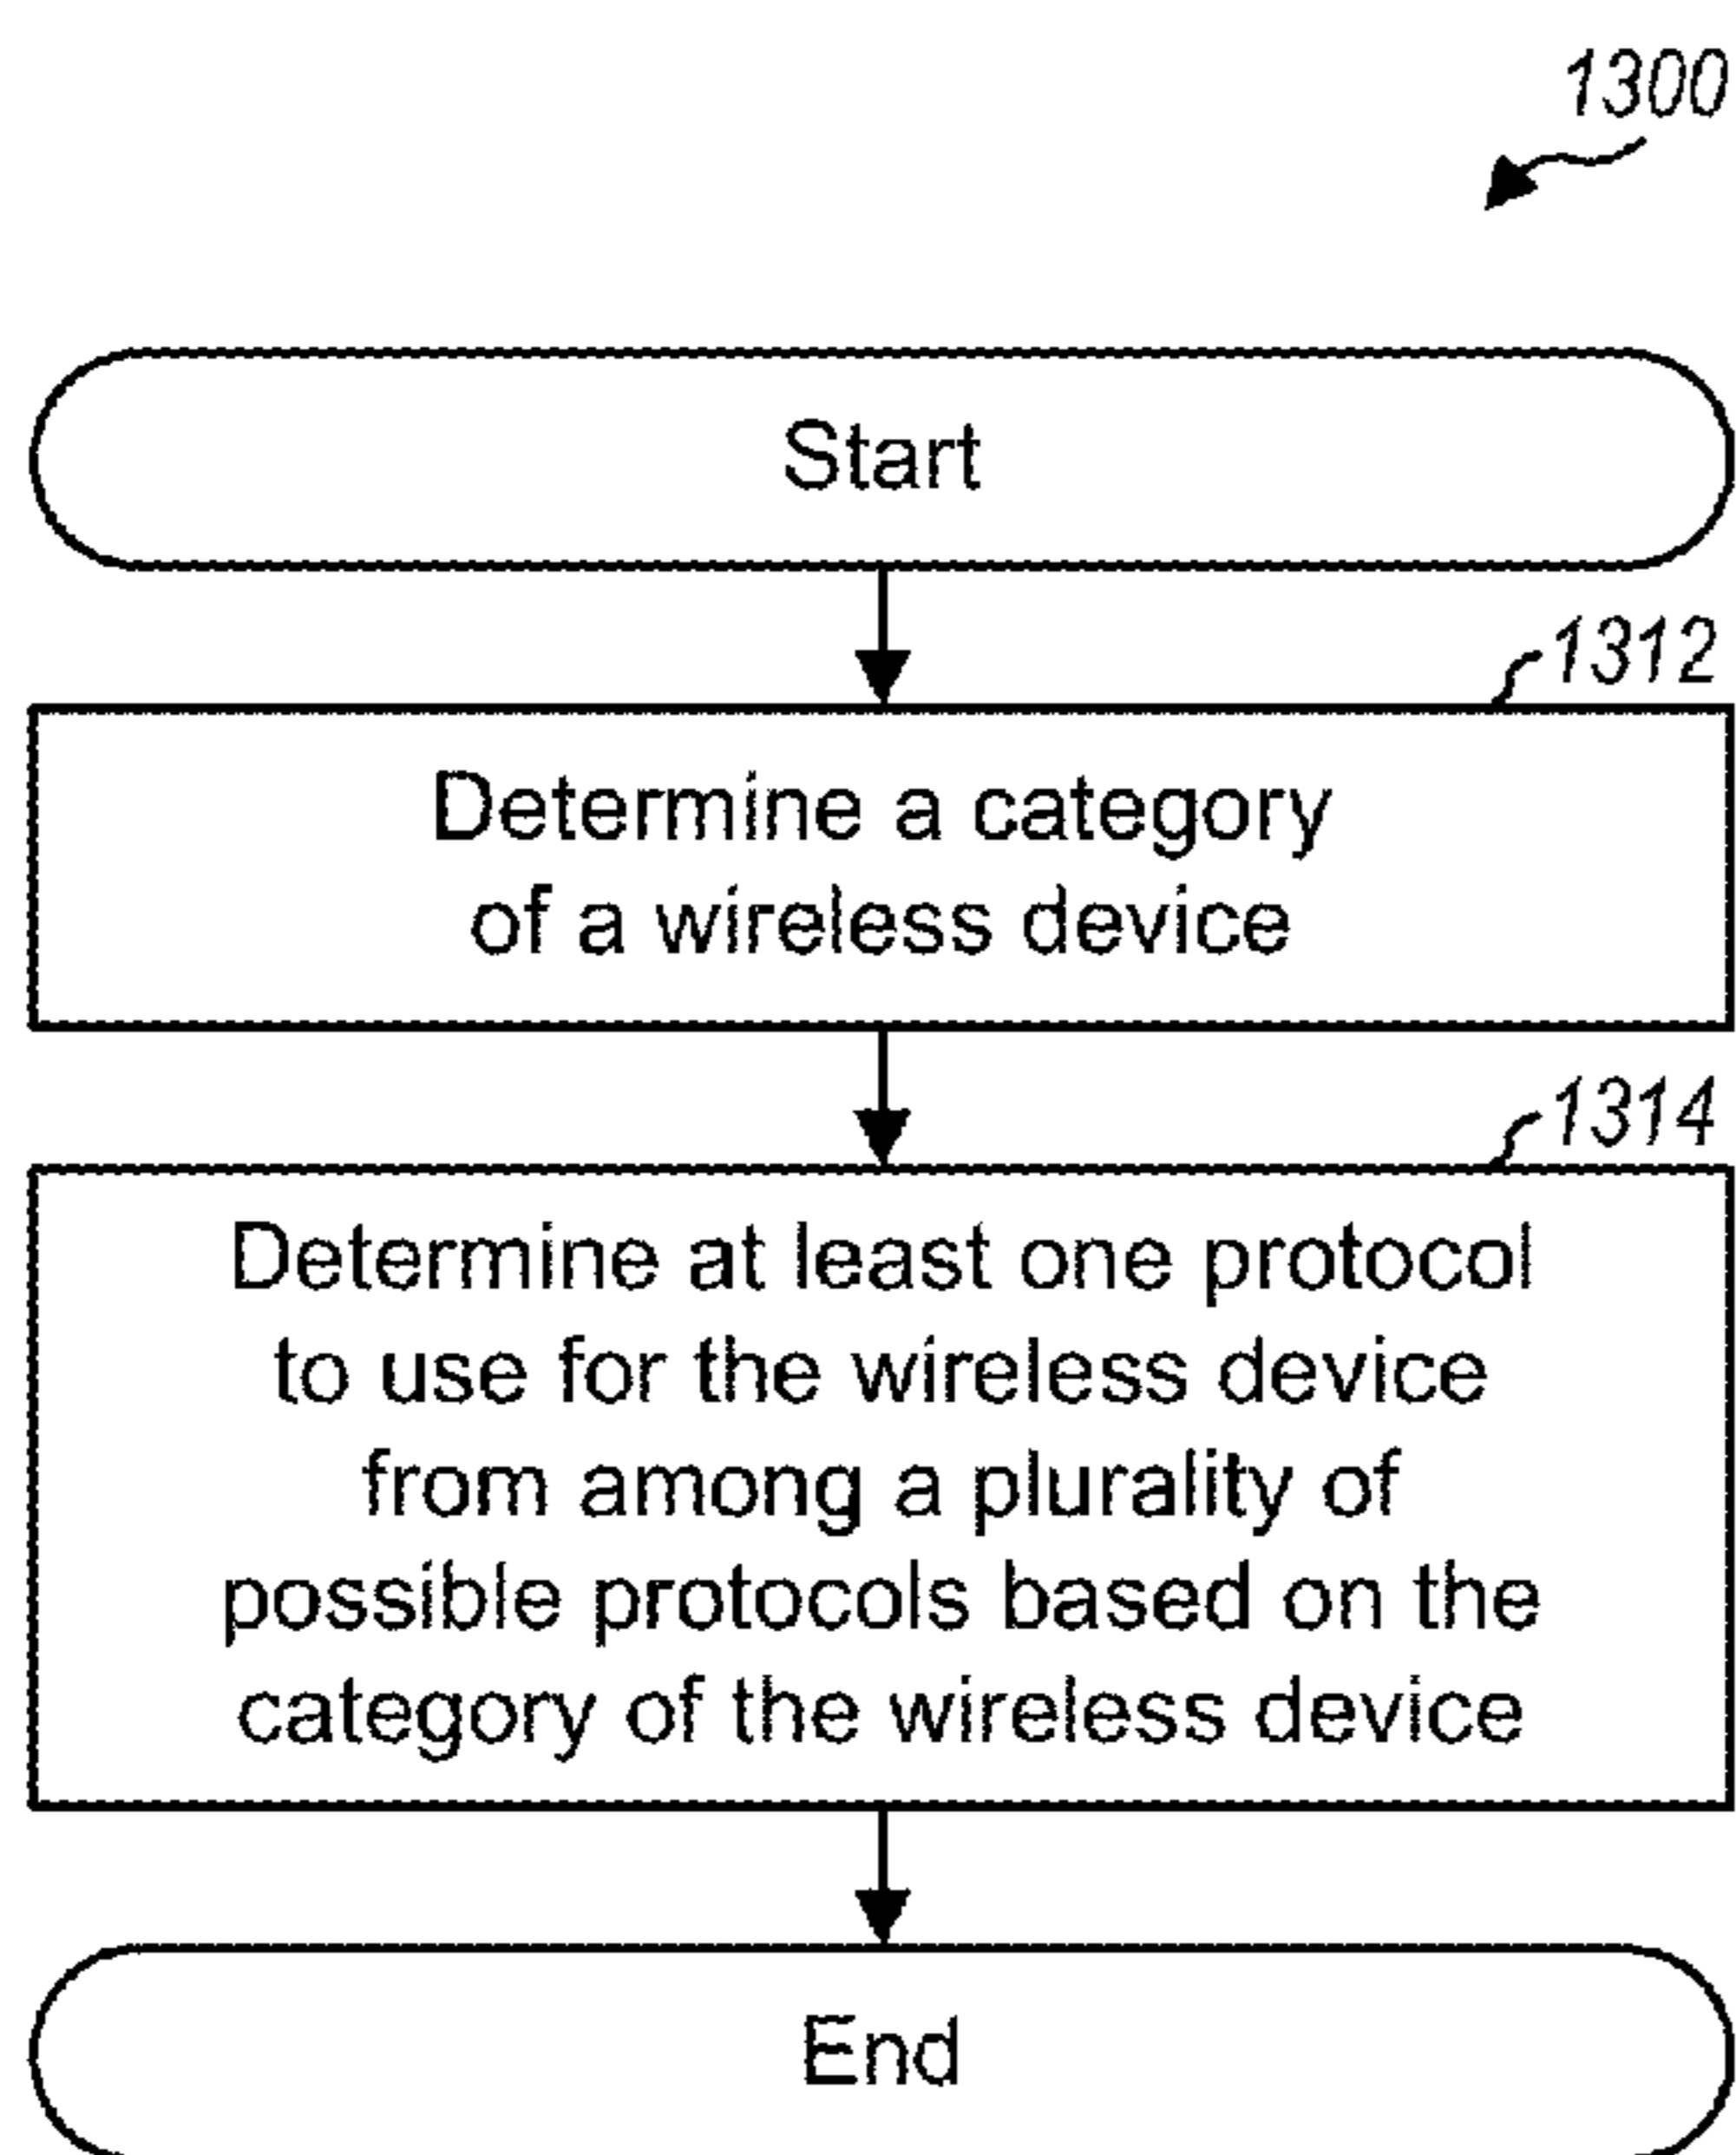 1300
Start
1312
Determine a category
of a wireless device
1314
Determine at least one protocol
to use for the wireless device
from among a plurality of
possible protocols based on the
category of the wireless device
End